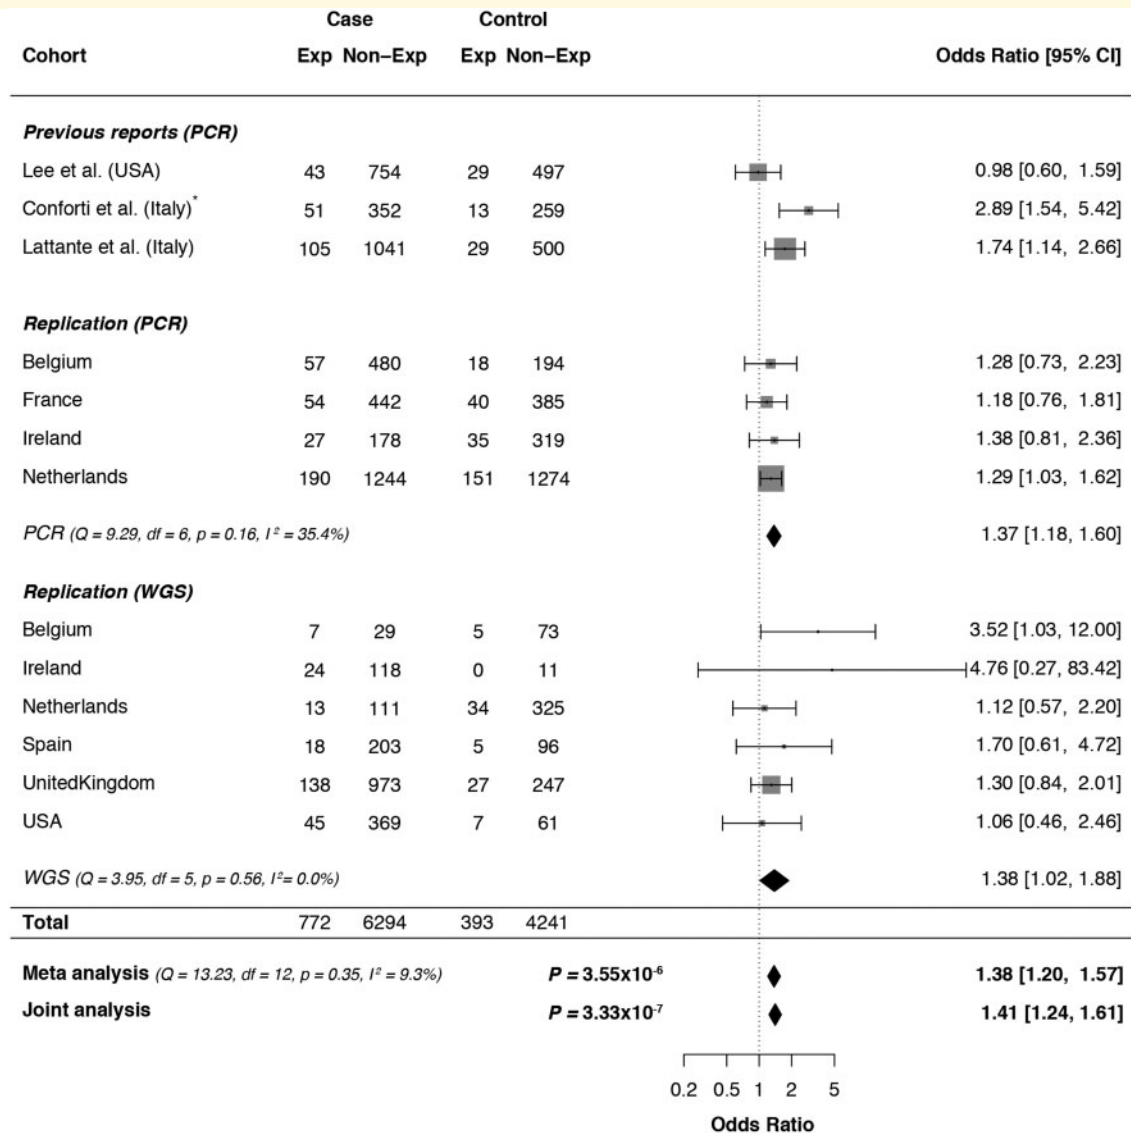 Case Control
Cohort Exp Non–Exp Exp Non–Exp Odds Ratio [95% CI]
Previous reports (PCR)
Lee et al. (USA) 43 754 29 497 0.98 [0.60, 1.59]
Conforti et al. (Italy)* 51 352 13 259 2.89 [1.54, 5.42]
Lattante et al. (Italy) 105 1041 29 500 1.74 [1.14, 2.66]
Replication (PCR)
Belgium 57 480 18 194 1.28 [0.73, 2.23]
France 54 442 40 385 1.18 [0.76, 1.81]
Ireland 27 178 35 319 1.38 [0.81, 2.36]
Netherlands 190 1244 151 1274 1.29 [1.03, 1.62]
PCR (Q = 9.29, df = 6, p = 0.16, I² = 35.4%) 1.37 [1.18, 1.60]
Replication (WGS)
Belgium 7 29 5 73 3.52 [1.03, 12.00]
Ireland 24 118 0 11 4.76 [0.27, 83.42]
Netherlands 13 111 34 325 1.12 [0.57, 2.20]
Spain 18 203 5 96 1.70 [0.61, 4.72]
UnitedKingdom 138 973 27 247 1.30 [0.84, 2.01]
USA 45 369 7 61 1.06 [0.46, 2.46]
WGS (Q = 3.95, df = 5, p = 0.56, I²= 0.0%) 1.38 [1.02, 1.88]
Total 772 6294 393 4241
Meta analysis (Q = 13.23, df = 12, p = 0.35, I² = 9.3%) P = 3.55x10⁻⁶ 1.38 [1.20, 1.57]
Joint analysis P = 3.33x10⁻⁷ 1.41 [1.24, 1.61]
0.2 0.5 1 2 5
Odds Ratio